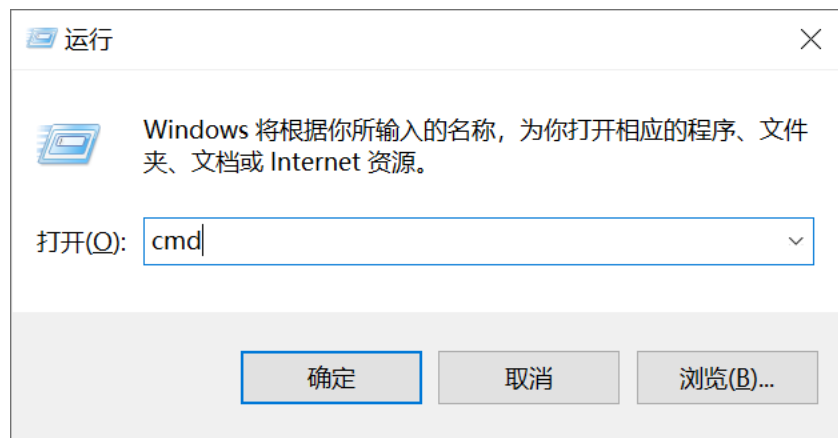 运行
Windows 将根据你所输入的名称，为你打开相应的程序、文件
夹、文档或 Internet 资源。
打开(O): cmd
确定 取消 浏览(B)...